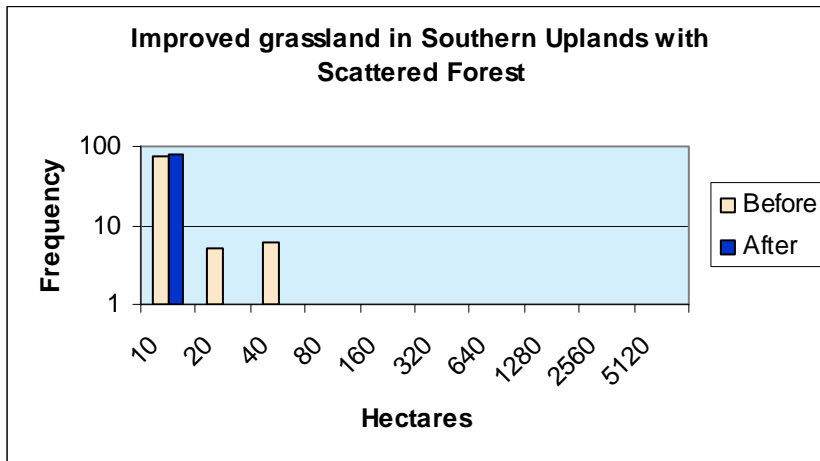 Improved grassland in Southern Uplands with
Scattered Forest
Frequency
100
10
1
10
20
40
80
160
320
640
1280
2560
5120
Hectares
Before
After